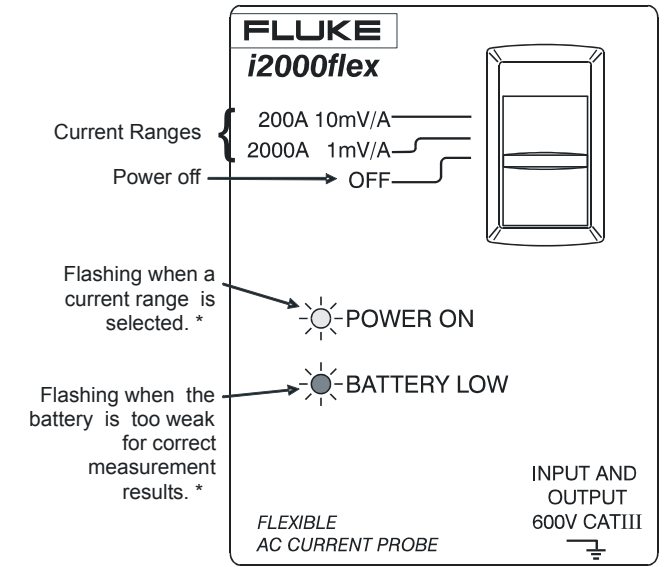 FLUKE
i2000flex
Current Ranges
200A 10mV/A
2000A 1mV/A
Power off
OFF
Flashing when a
current range is
selected. *
POWER ON
Flashing when the
battery is too weak
for correct
measurement
results. *
BATTERY LOW
INPUT AND
OUTPUT
600V CATIII
FLEXIBLE
AC CURRENT PROBE